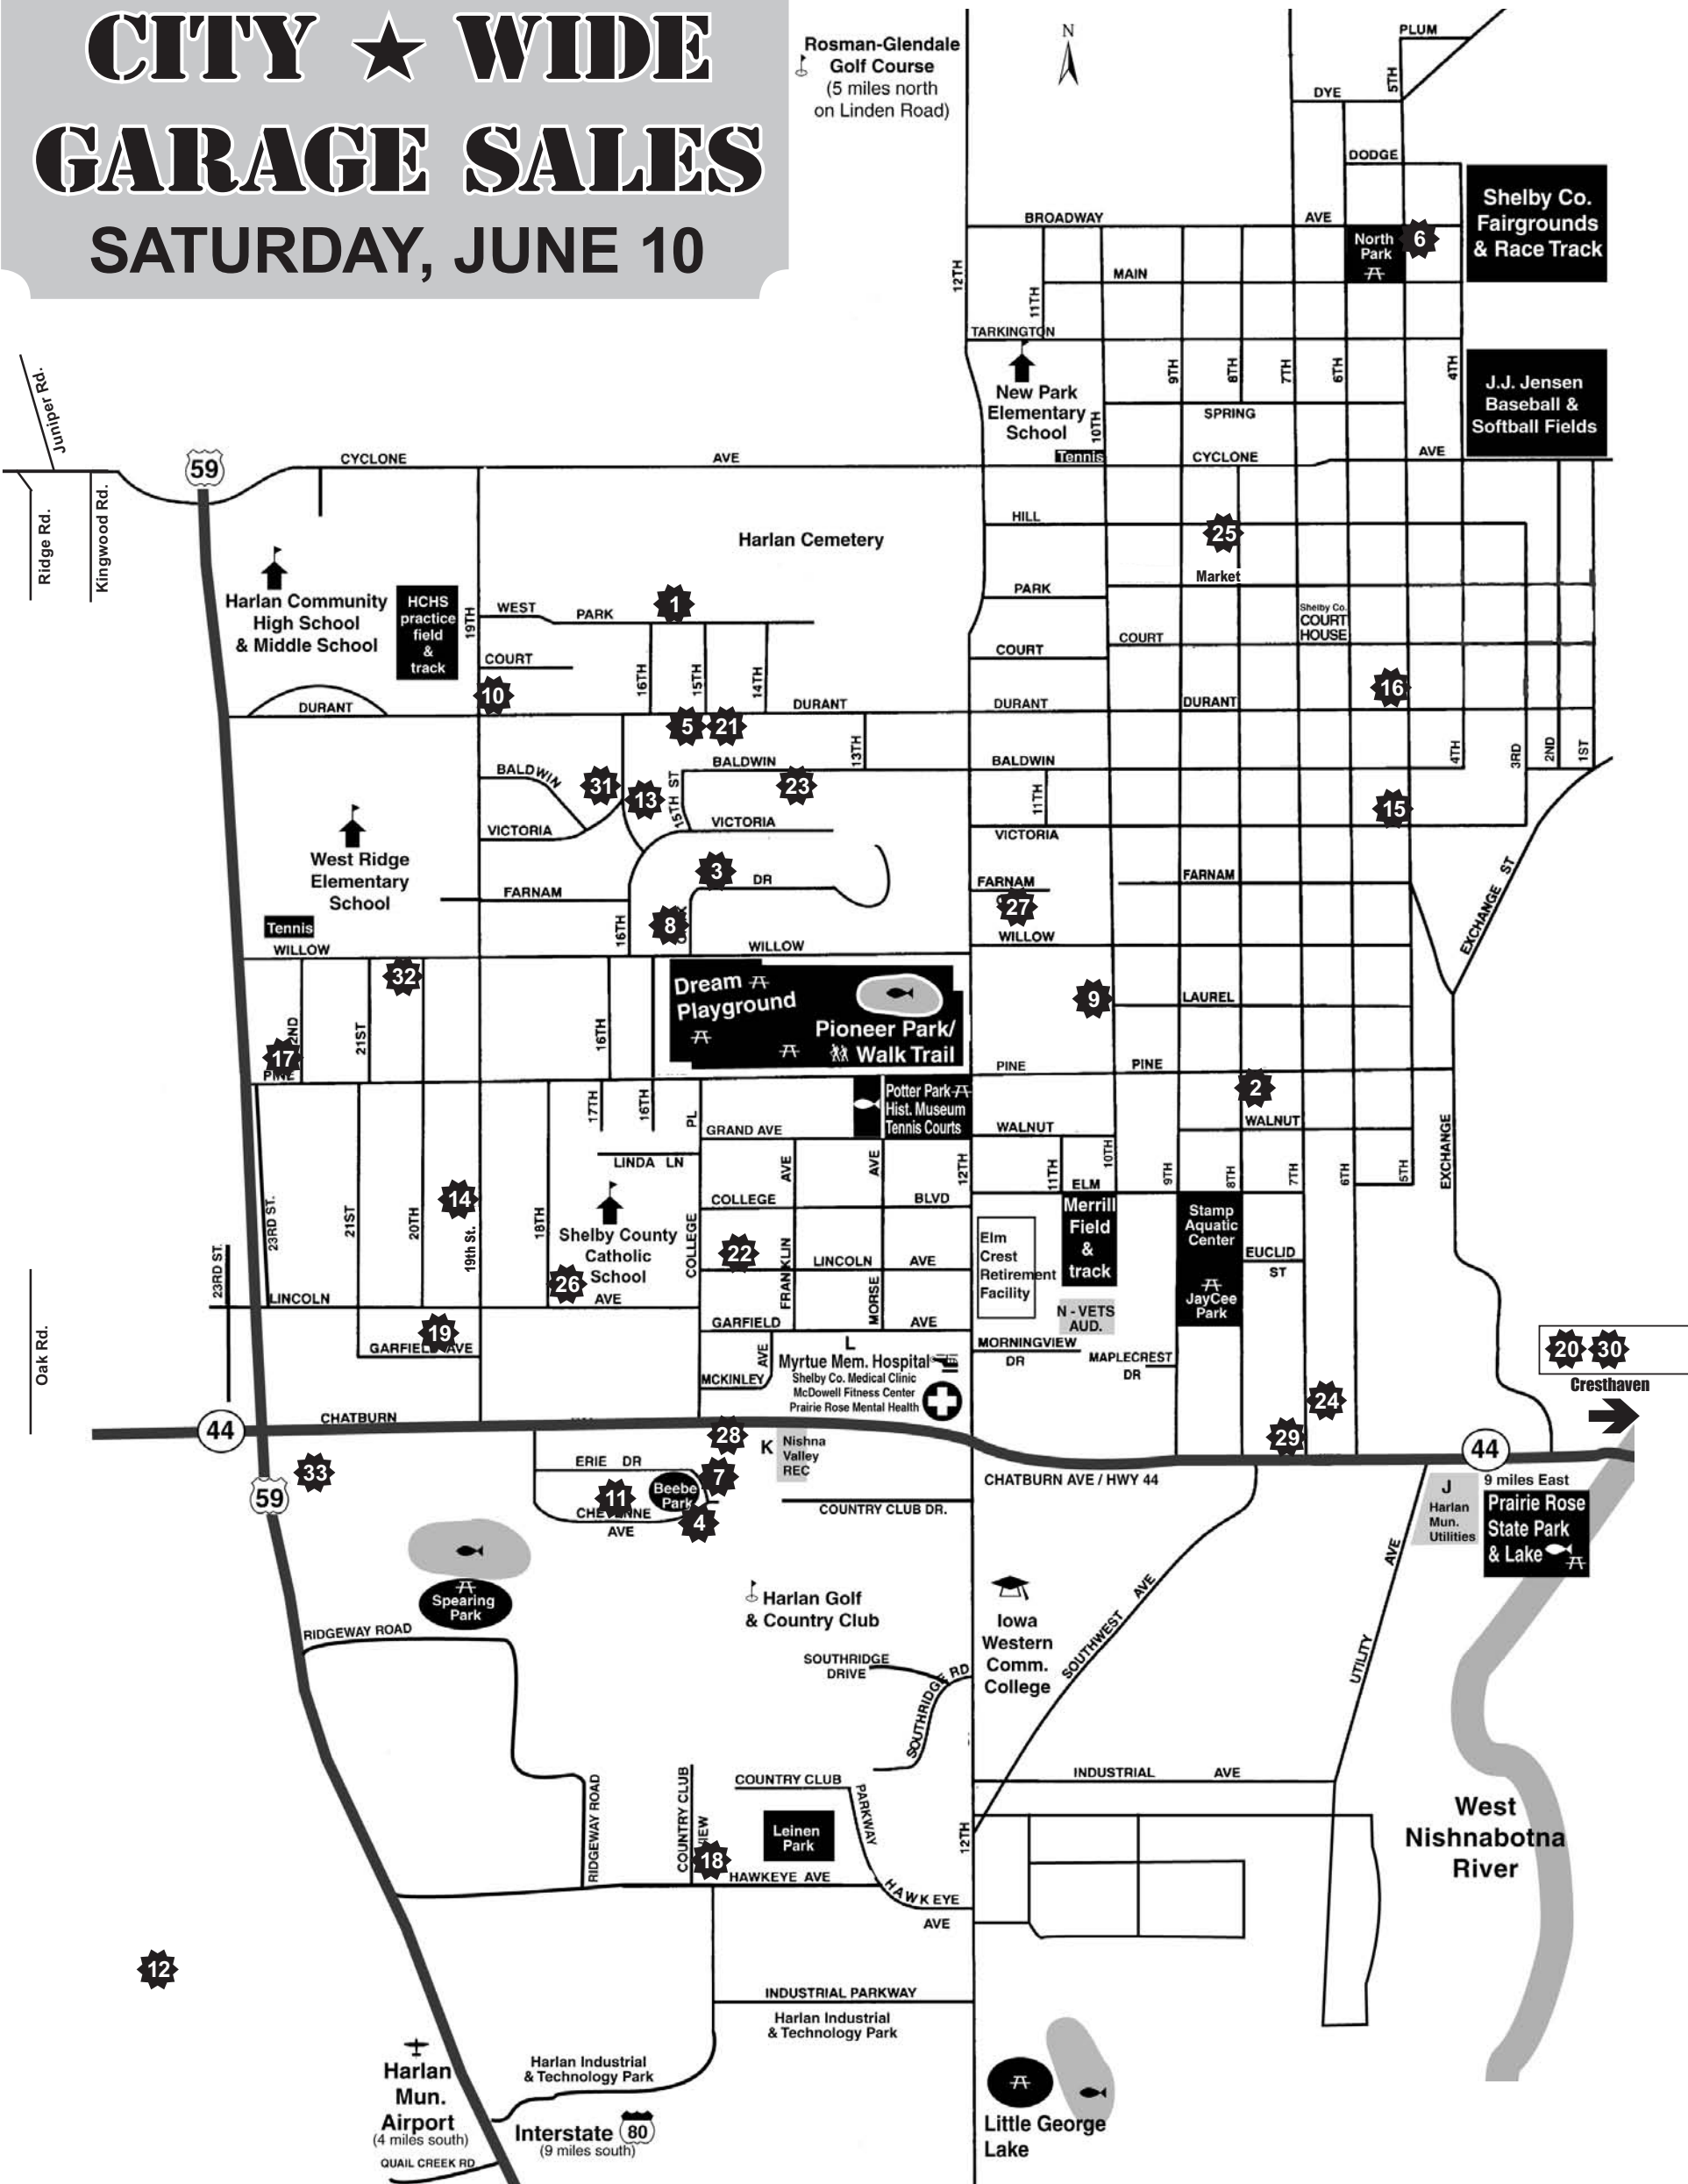 CITY ★ WIDE
GARAGE SALES
SATURDAY, JUNE 10
Rosman-Glendale
Golf Course
(5 miles north
on Linden Road)
N
PLUM
5TH
DYE
DODGE
Shelby Co.
Fairgrounds
& Race Track
BROADWAY
AVE
North
Park
6
12TH
11TH
MAIN
TARKINGTON
New Park
Elementary
School
10TH
9TH
8TH
7TH
6TH
4TH
J.J. Jensen
Baseball &
Softball Fields
SPRING
Tennis
Juniper Rd.
Ridge Rd.
Kingwood Rd.
59
CYCLONE
AVE
CYCLONE
AVE
HILL
25
Harlan Cemetery
Harlan Community
High School
& Middle School
HCHS
practice
field
&
track
19TH
WEST
PARK
1
PARK
Market
Shelby Co.
COURT
HOUSE
COURT
COURT
COURT
10
16TH
15TH
14TH
16
DURANT
DURANT
DURANT
DURANT
5
21
13TH
BALDWIN
31
13
15TH ST
BALDWIN
23
BALDWIN
11TH
4TH
3RD
2ND
1ST
15
VICTORIA
VICTORIA
VICTORIA
West Ridge
Elementary
School
3
DR
FARNAM
FARNAM
FARNAM
27
EXCHANGE ST
Tennis
16TH
8
WILLOW
WILLOW
WILLOW
32
Dream
Playground
Pioneer Park/
Walk Trail
9
LAUREL
21ST
16TH
17
PINE
PINE
PINE
2
17TH
16TH
PL
Potter Park
Hist. Museum
Tennis Courts
GRAND AVE
WALNUT
WALNUT
LINDA LN
AVE
AVE
12TH
11TH
10TH
9TH
8TH
7TH
6TH
5TH
EXCHANGE
ELM
COLLEGE
BLVD
14
23RD ST.
21ST
20TH
19th St.
18TH
Shelby County
Catholic
School
26
COLLEGE
22
FRANKLIN
LINCOLN
AVE
MORSE
Elm
Crest
Retirement
Facility
Merrill
Field
&
track
Stamp
Aquatic
Center
JayCee
Park
EUCLID
ST
23RD ST.
LINCOLN
AVE
N - VETS
AUD.
Oak Rd.
19
GARFIELD AVE
GARFIELD
AVE
MORNINGVIEW
DR
MAPLECREST
DR
AVE
MCKINLEY
L
Myrtue Mem. Hospital
Shelby Co. Medical Clinic
McDowell Fitness Center
Prairie Rose Mental Health
20
30
Cresthaven
24
29
44
CHATBURN
28
K
Nishna
Valley
REC
CHATBURN AVE / HWY 44
44
33
59
ERIE DR
7
11
Beebe
Park
CHEYENNE
AVE
4
COUNTRY CLUB DR.
9 miles East
J
Harlan
Mun.
Utilities
Prairie Rose
State Park
& Lake
Spearing
Park
Harlan Golf
& Country Club
Iowa
Western
Comm.
College
SOUTHWEST AVE
UTILITY
AVE
RIDGEWAY ROAD
SOUTHRIDGE
DRIVE
SOUTHRIDGE RD
RIDGEWAY ROAD
COUNTRY CLUB
18
COUNTRY CLUB
PARKWAY
Leinen
Park
HAWKEYE AVE
HAWKEYE
AVE
12TH
INDUSTRIAL
AVE
West
Nishnabotna
River
12
INDUSTRIAL PARKWAY
Harlan Industrial
& Technology Park
Harlan Industrial
& Technology Park
Harlan
Mun.
Airport
(4 miles south)
QUAIL CREEK RD
Interstate 80
(9 miles south)
Little George
Lake